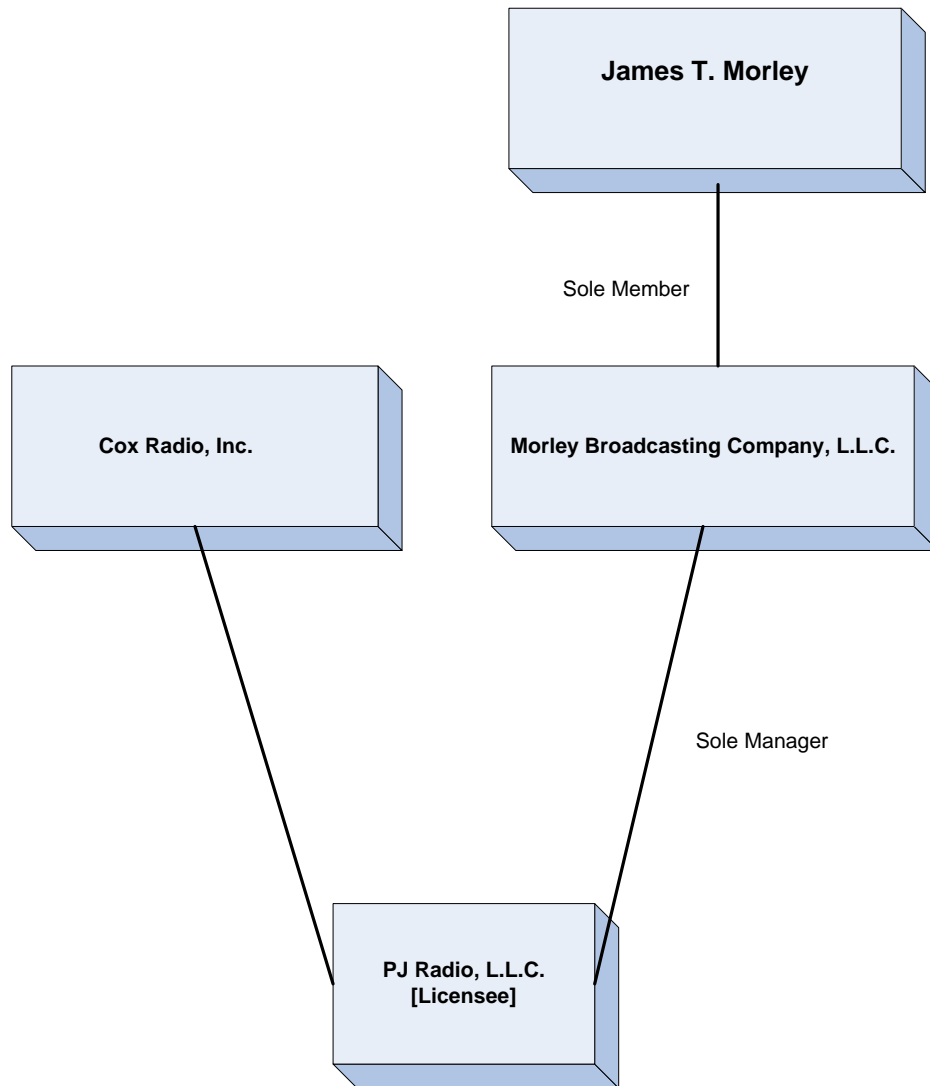 James T. Morley
Sole Member
Cox Radio, Inc.
Morley Broadcasting Company, L.L.C.
Sole Manager
PJ Radio, L.L.C.
[Licensee]